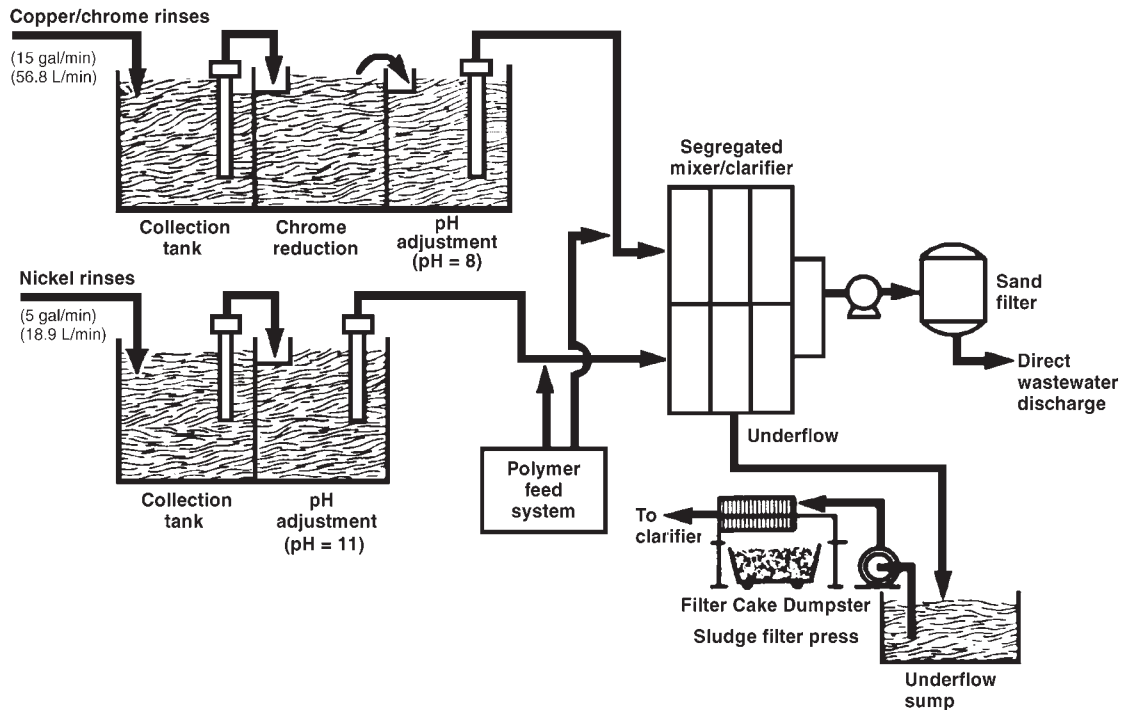 Copper/chrome rinses
(15 gal/min)
(56.8 L/min)
Collection
tank
Chrome
reduction
pH
adjustment
(pH = 8)
Segregated
mixer/clarifier
Nickel rinses
(5 gal/min)
(18.9 L/min)
Collection
tank
pH
adjustment
(pH = 11)
Polymer
feed
system
Sand
filter
Direct
wastewater
discharge
Underflow
To
clarifier
Filter Cake Dumpster
Sludge filter press
Underflow
sump